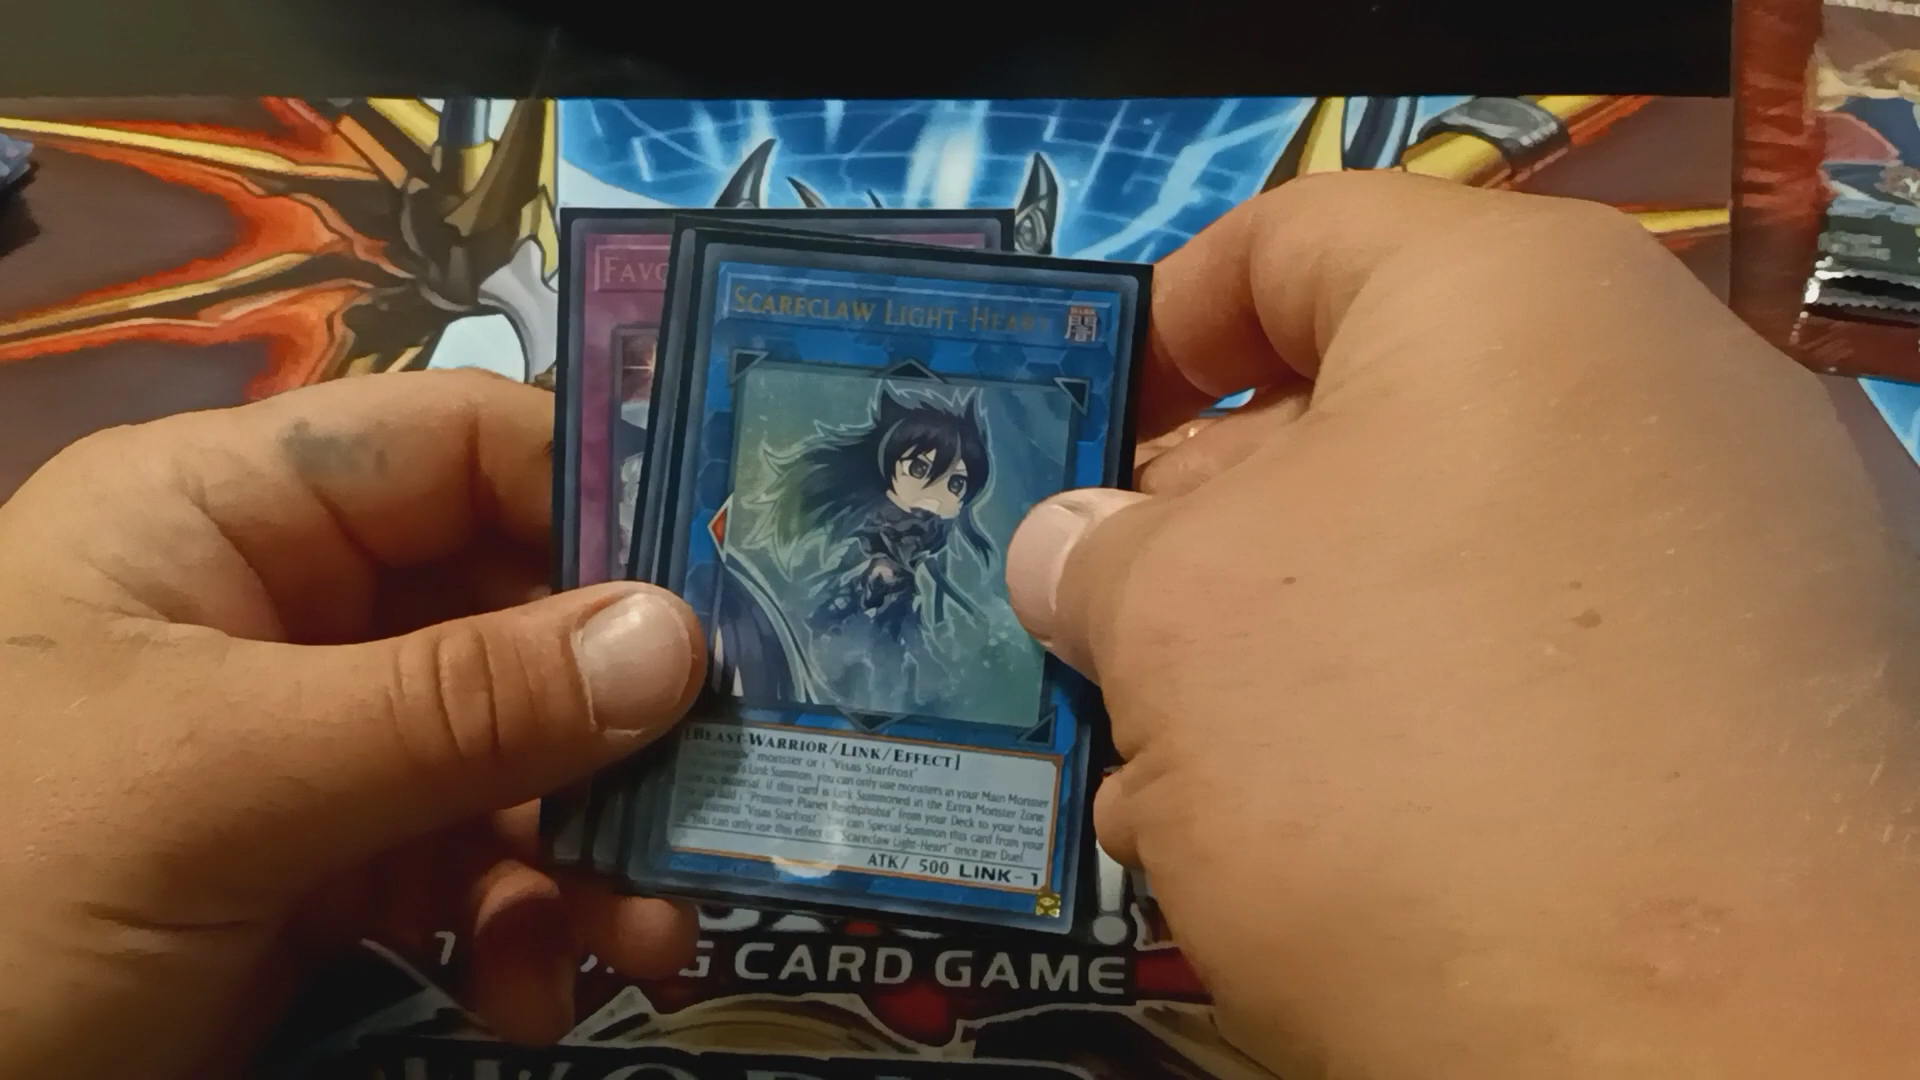 FAVO
SCARECLAW LIGHT-HEART
闇
[BEAST-WARRIOR/LINK/EFFECT]
monster or 1 "Visas Starfrost"
Link Summon, you can only use monsters in your Main Monster
material. If this card is Link Summoned in the Extra Monster Zone:
add 1 "Primitive Planet Reichphobia" from your Deck to your hand.
control "Visas Starfrost": You can Special Summon this card from your
You can only use this effect of "Scareclaw Light-Heart" once per Duel.
ATK/ 500 LINK-1
G CARD GAME